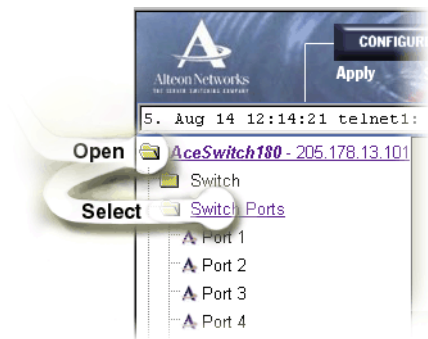 CONFIGUR
Alteon Networks
THE SERVER SWITCHING COMPANY
Apply
5. Aug 14 12:14:21 telnet1:
Open
AceSwitch180 - 205.178.13.101
Switch
Select
Switch Ports
Port 1
Port 2
Port 3
Port 4